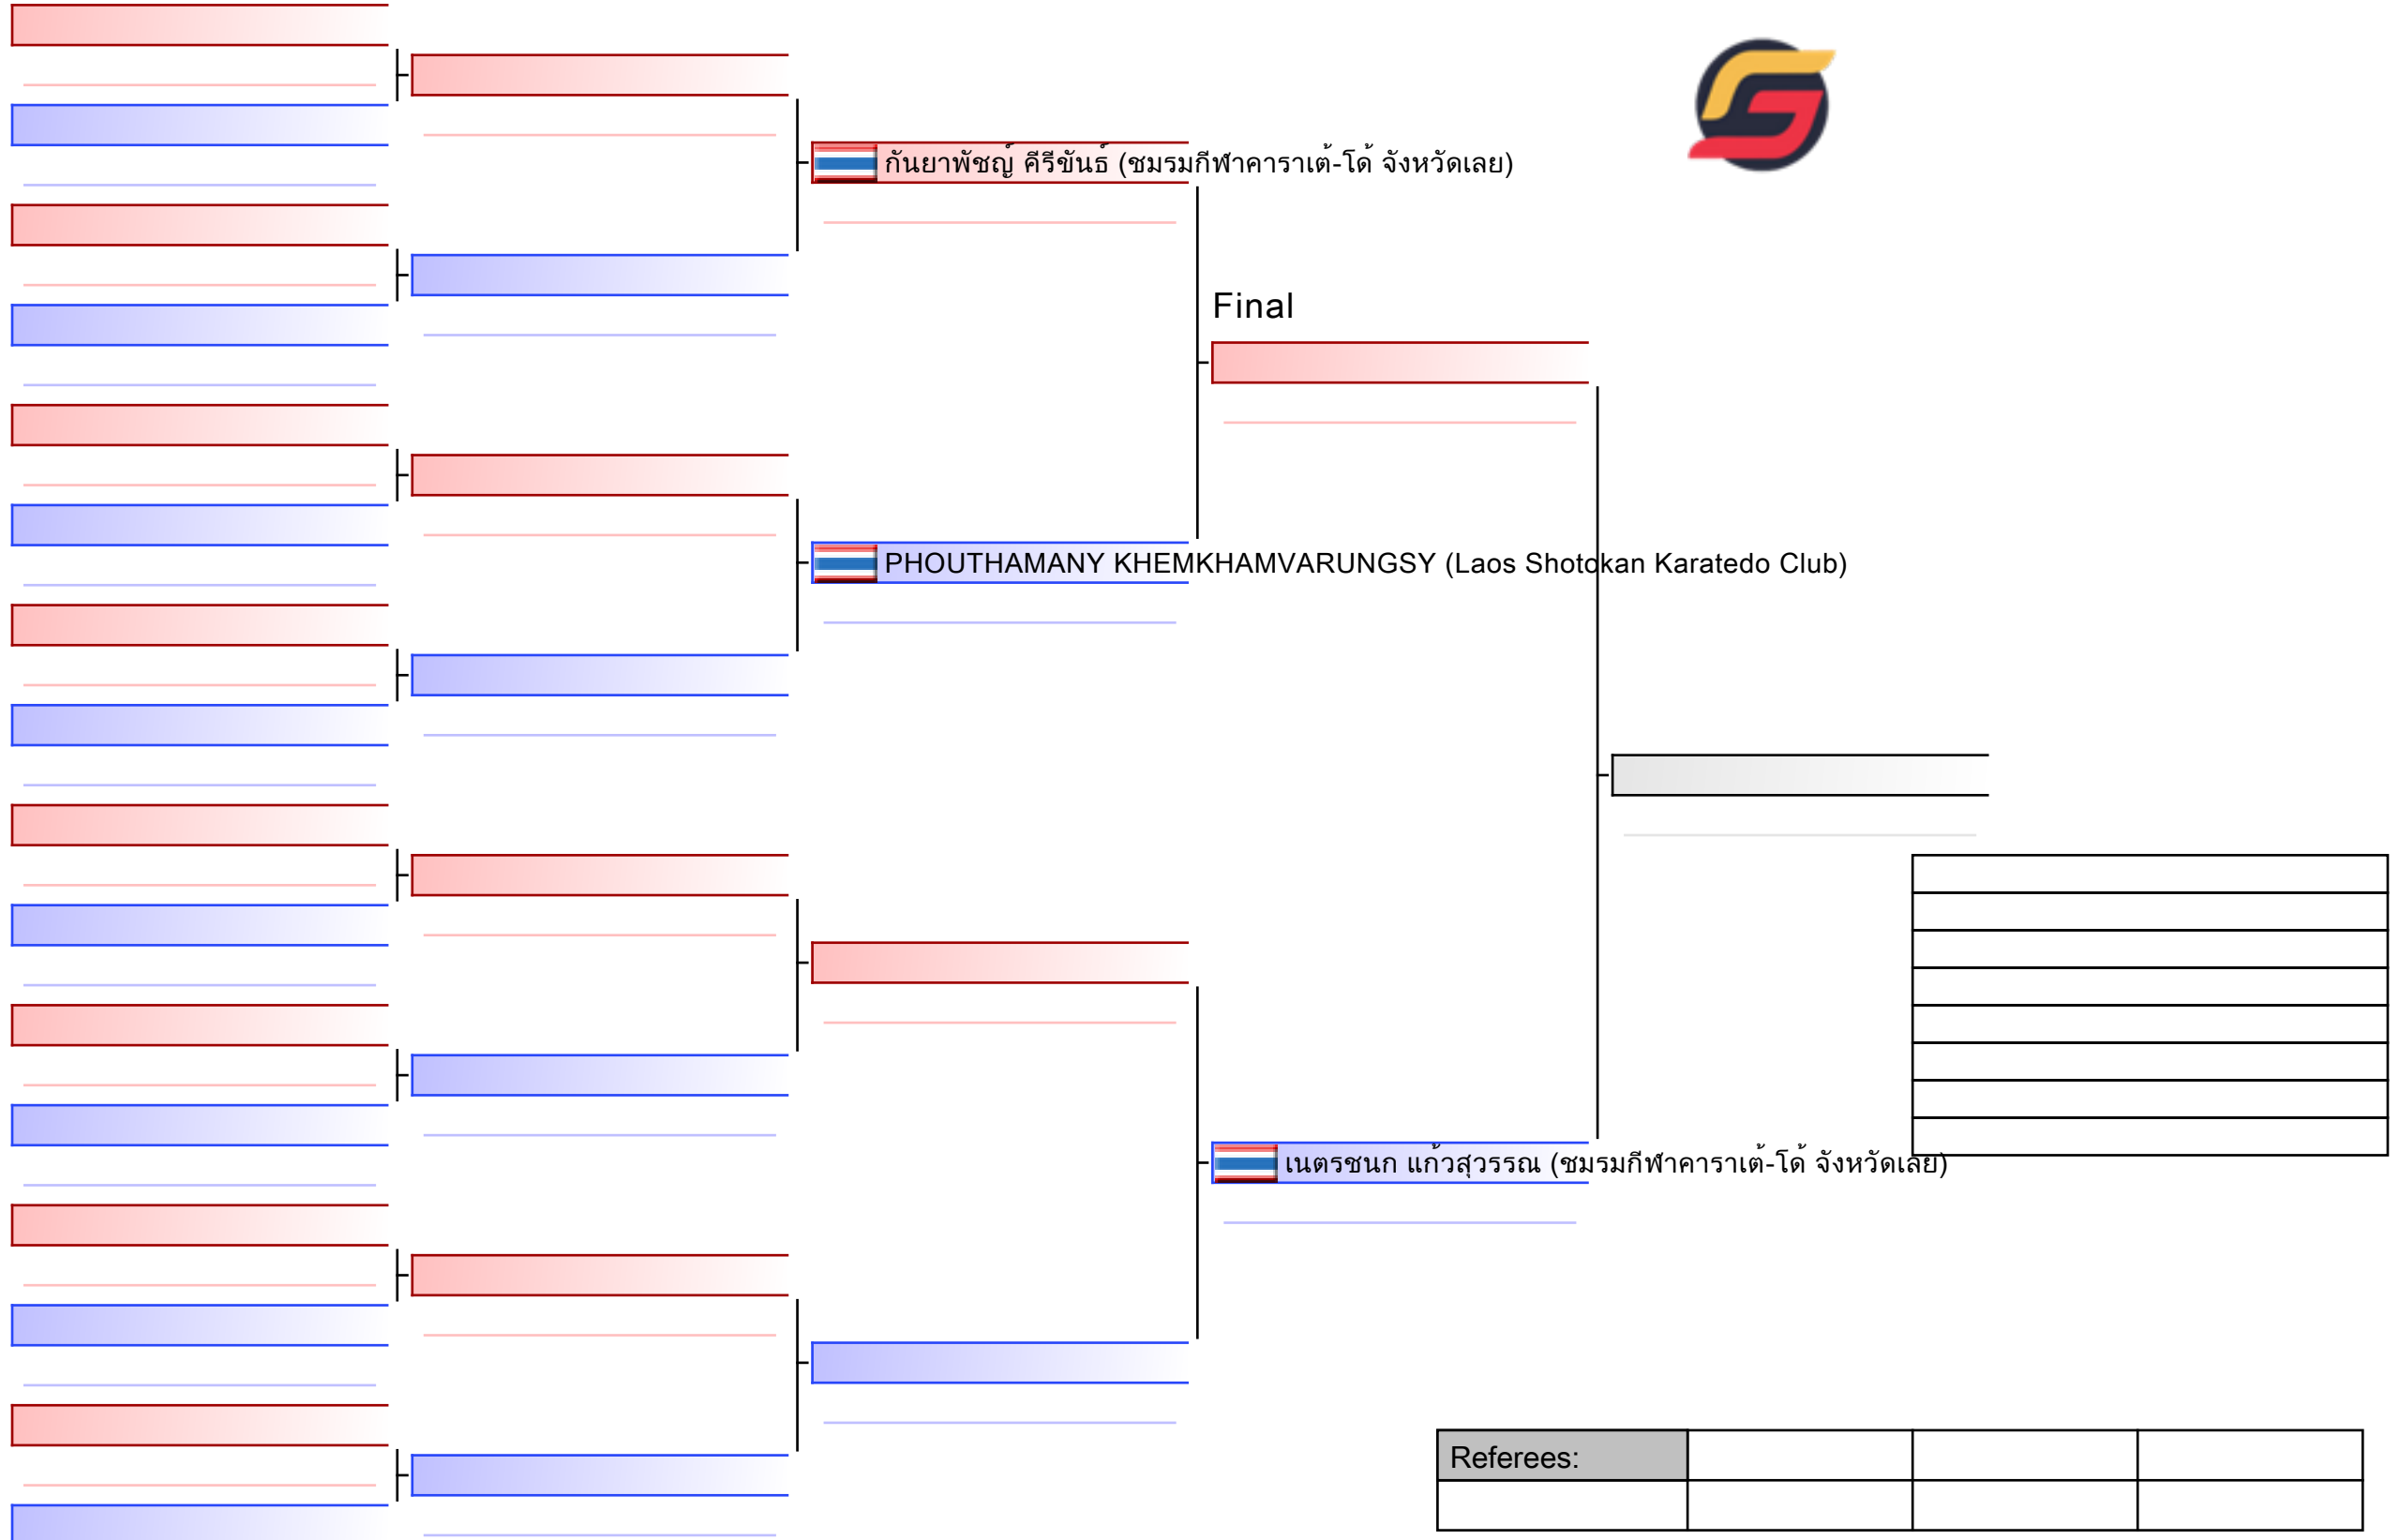 กันยาพัชญ์ คีรีขันธ์ (ชมรมกีฬาคาราเต้-โด้ จังหวัดเลย)
Final
PHOUTHAMANY KHEMKHAMVARUNGSY (Laos Shotokan Karatedo Club)
เนตรชนก แก้วสุวรรณ (ชมรมกีฬาคาราเต้-โด้ จังหวัดเลย)
Referees: